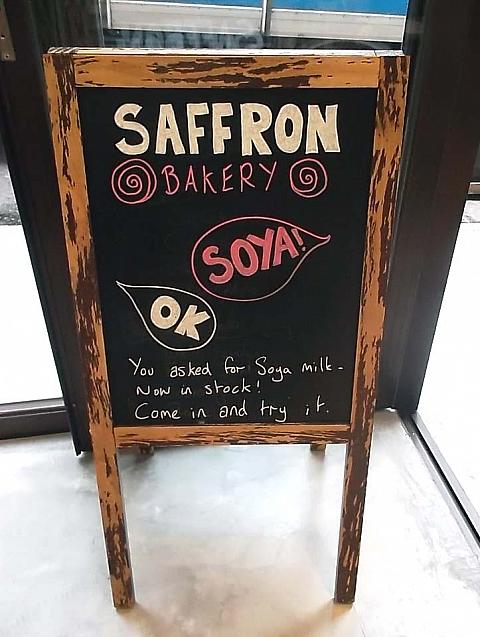 SAFFRON
BAKERY
SOYA!
OK
You asked for Soya milk -
Now in stock!
Come in and try it.